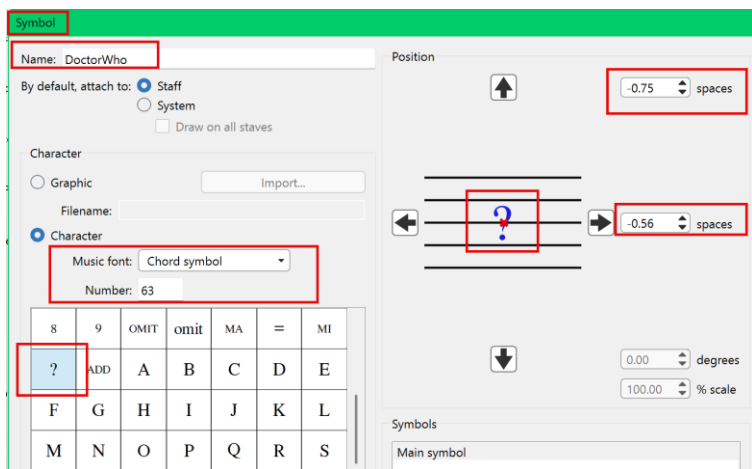 Symbol
Name: DoctorWho
By default, attach to: Staff
System
Draw on all staves
Character
Graphic
Import...
Filename:
Character
Music font: Chord symbol
Number: 63
8 9 OMIT omit MA = MI
? ADD A B C D E
F G H I J K L
M N O P Q R S
Position
-0.75 spaces
?
-0.56 spaces
0.00 degrees
100.00 % scale
Symbols
Main symbol